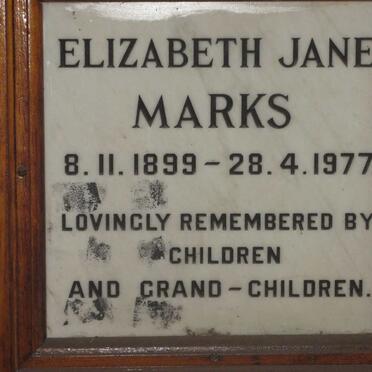 ELIZABETH JANE
MARKS
8.11.1899 – 28.4.1977
LOVINGLY REMEMBERED BY
CHILDREN
AND GRAND – CHILDREN.